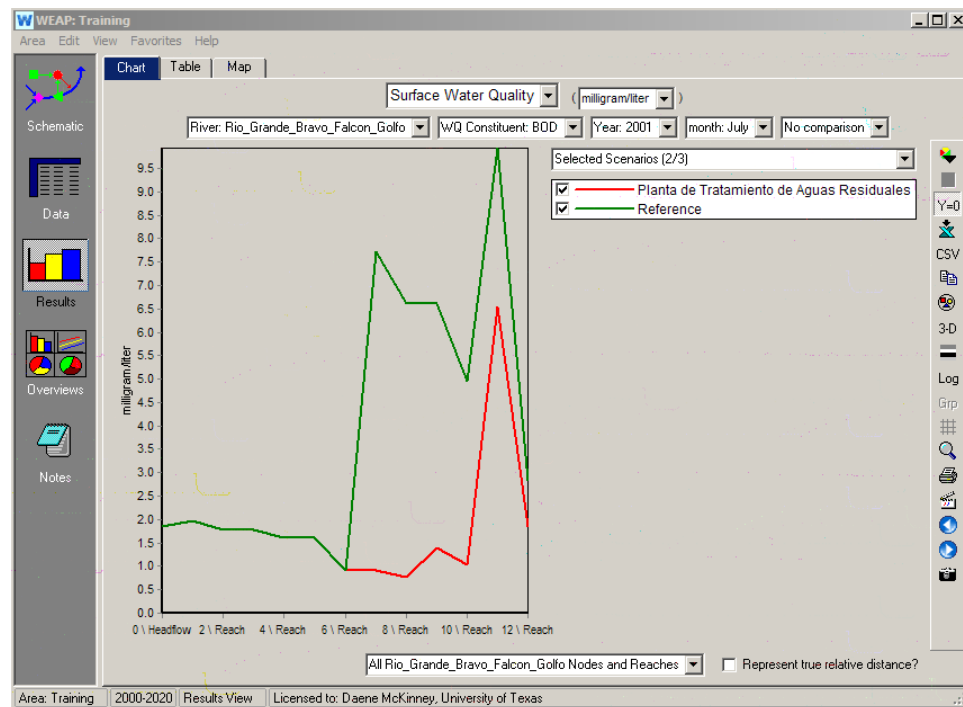 WEAP: Training
Area Edit View Favorites Help
Chart Table Map
Schematic
Data
Results
Overviews
Notes
Surface Water Quality ( milligram/liter )
River: Rio_Grande_Bravo_Falcon_Golfo WQ Constituent: BOD Year: 2001 month: July No comparison
Selected Scenarios (2/3)
Planta de Tratamiento de Aguas Residuales
Reference
milligram/liter
9.5
9.0
8.5
8.0
7.5
7.0
6.5
6.0
5.5
5.0
4.5
4.0
3.5
3.0
2.5
2.0
1.5
1.0
0.5
0.0
0 \ Headflow 2 \ Reach 4 \ Reach 6 \ Reach 8 \ Reach 10 \ Reach 12 \ Reach
Y=0
CSV
3-D
Log
Grp
All Rio_Grande_Bravo_Falcon_Golfo Nodes and Reaches Represent true relative distance?
Area: Training 2000-2020 Results View Licensed to: Daene McKinney, University of Texas